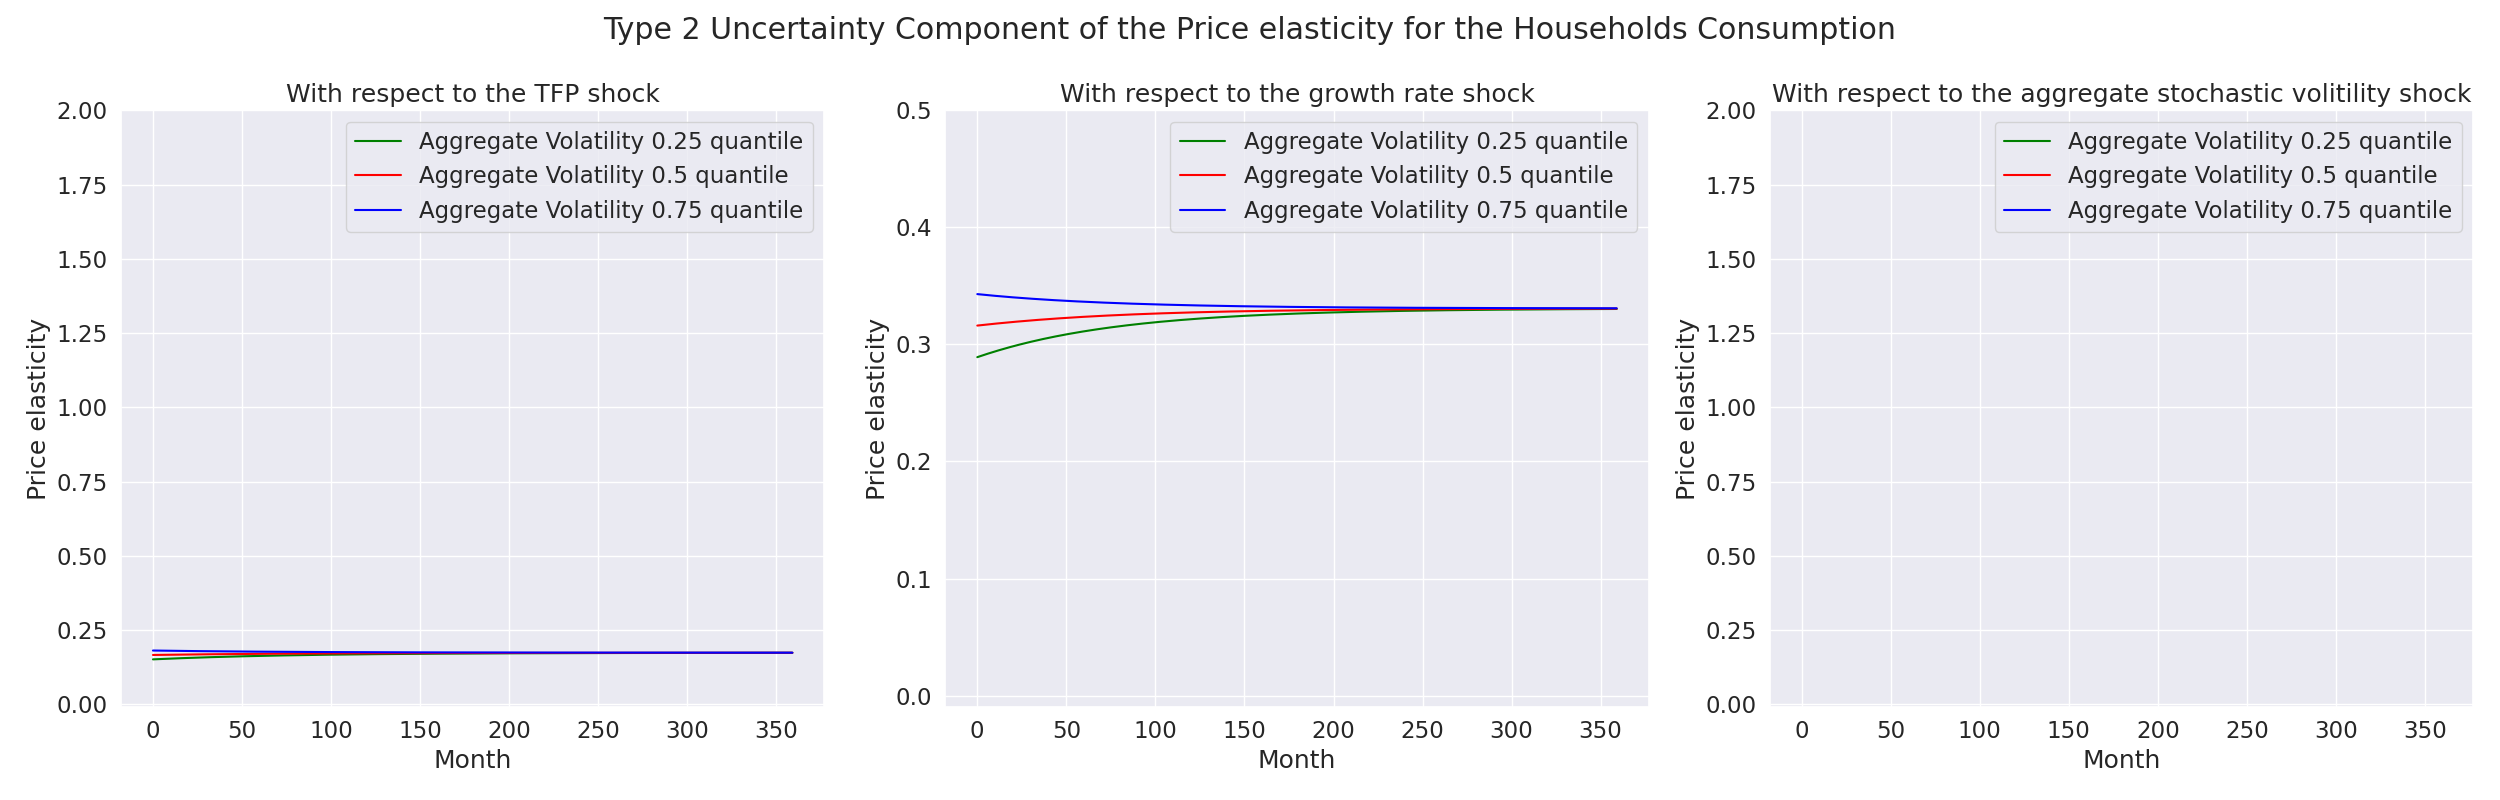 Type 2 Uncertainty Component of the Price elasticity for the Households Consumption
With respect to the TFP shock
2.00
1.75
1.50
1.25
1.00
0.75
0.50
0.25
0.00
Price elasticity
Aggregate Volatility 0.25 quantile
Aggregate Volatility 0.5 quantile
Aggregate Volatility 0.75 quantile
0 50 100 150 200 250 300 350
Month
With respect to the growth rate shock
0.5
0.4
0.3
0.2
0.1
0.0
Price elasticity
Aggregate Volatility 0.25 quantile
Aggregate Volatility 0.5 quantile
Aggregate Volatility 0.75 quantile
0 50 100 150 200 250 300 350
Month
With respect to the aggregate stochastic volitility shock
2.00
1.75
1.50
1.25
1.00
0.75
0.50
0.25
0.00
Price elasticity
Aggregate Volatility 0.25 quantile
Aggregate Volatility 0.5 quantile
Aggregate Volatility 0.75 quantile
0 50 100 150 200 250 300 350
Month